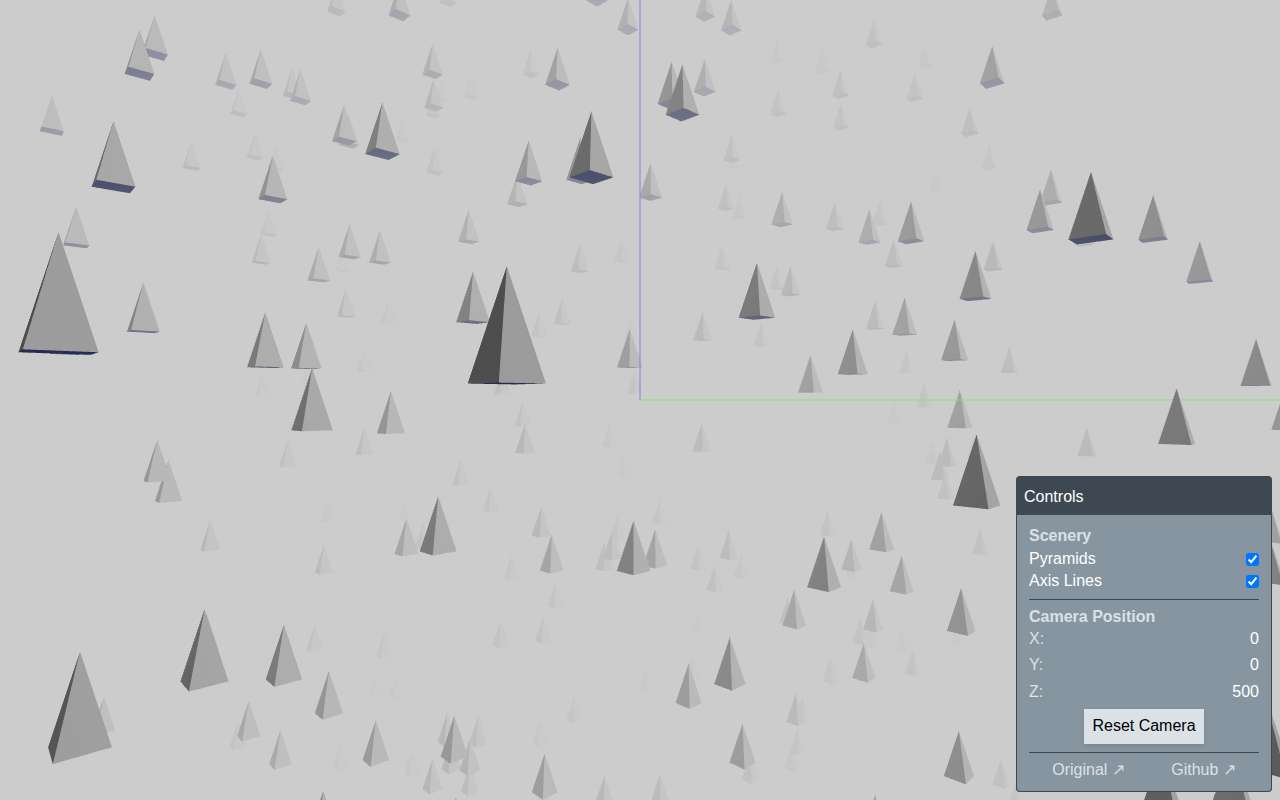 Controls
Scenery
Pyramids
Axis Lines
Camera Position
X: 0
Y: 0
Z: 500
Reset Camera
Original ↗ Github ↗